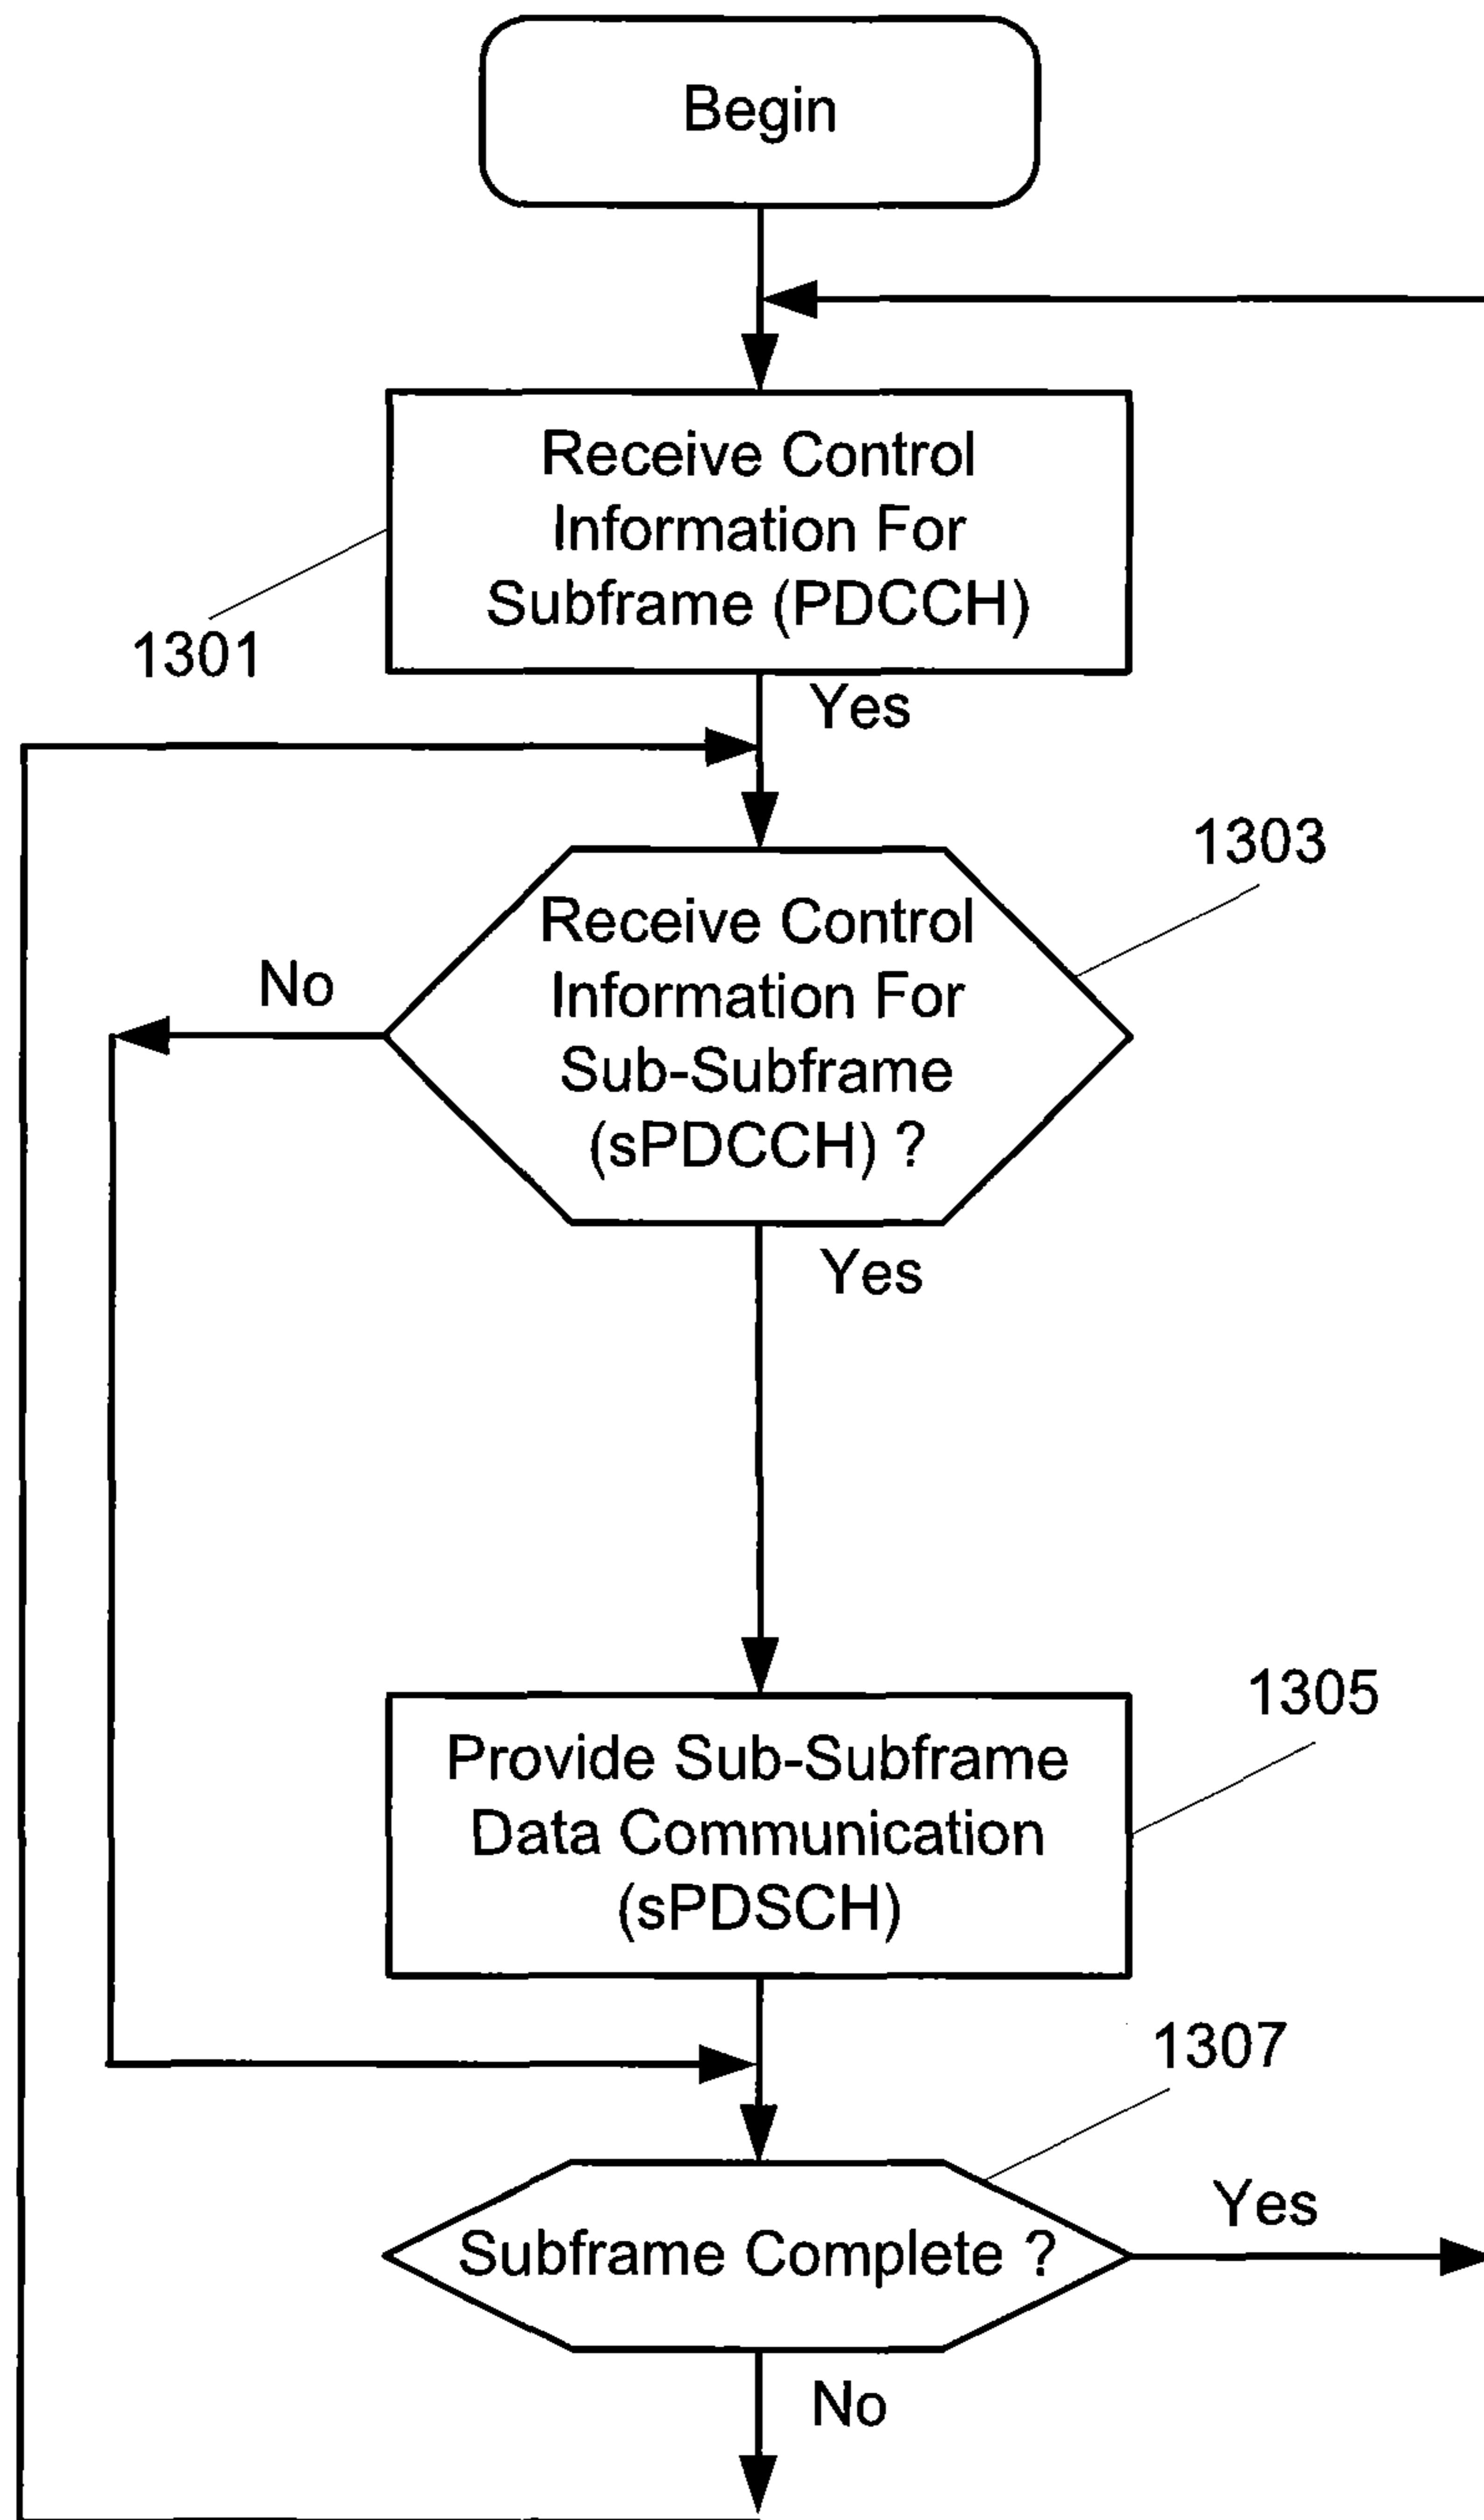 Begin
Receive Control
Information For
Subframe (PDCCH)
1301
Yes
1303
Receive Control
Information For
Sub-Subframe
(sPDCCH) ?
No
Yes
1305
Provide Sub-Subframe
Data Communication
(sPDSCH)
1307
Subframe Complete ?
Yes
No